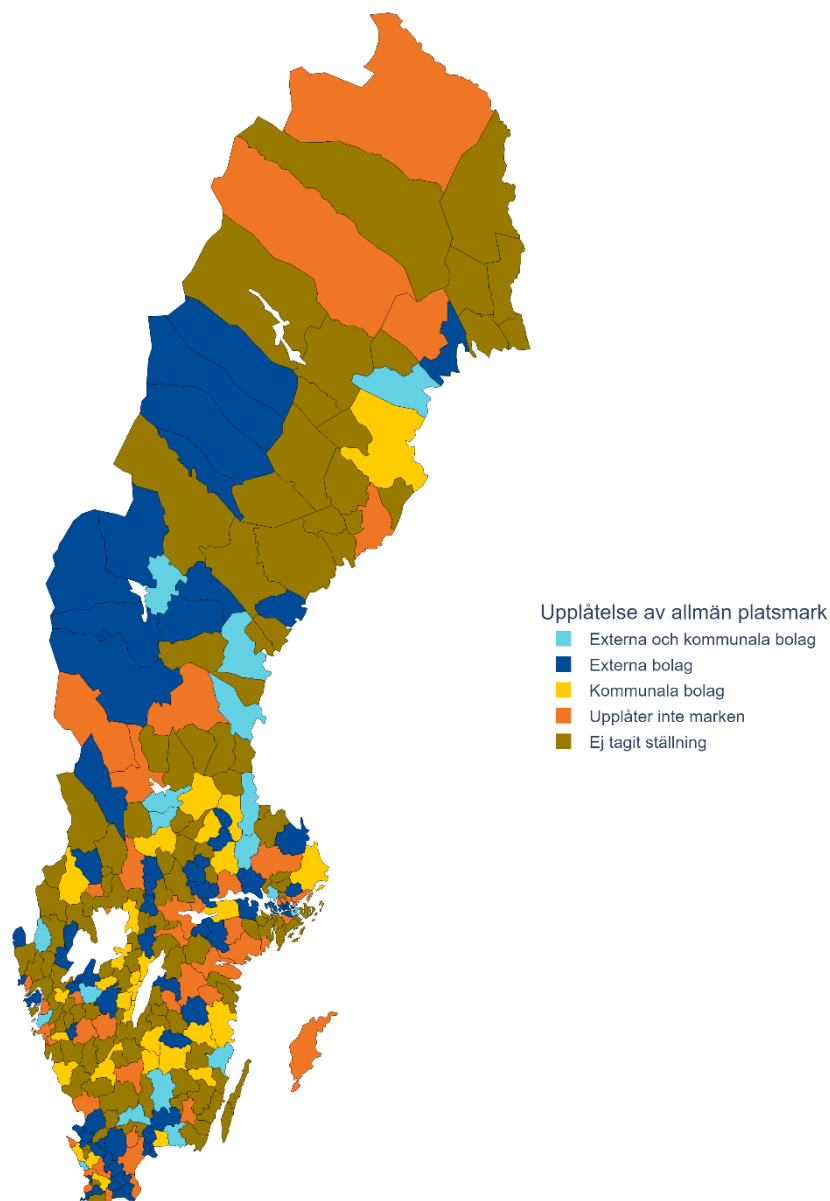 Upplåtelse av allmän platsmark
Externa och kommunala bolag
Externa bolag
Kommunala bolag
Upplåter inte marken
Ej tagit ställning